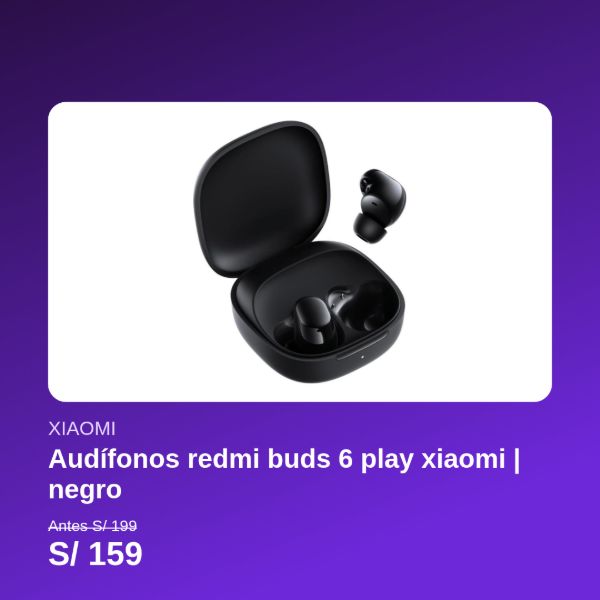 XIAOMI
Audífonos redmi buds 6 play xiaomi |
negro
Antes S/ 199
S/ 159